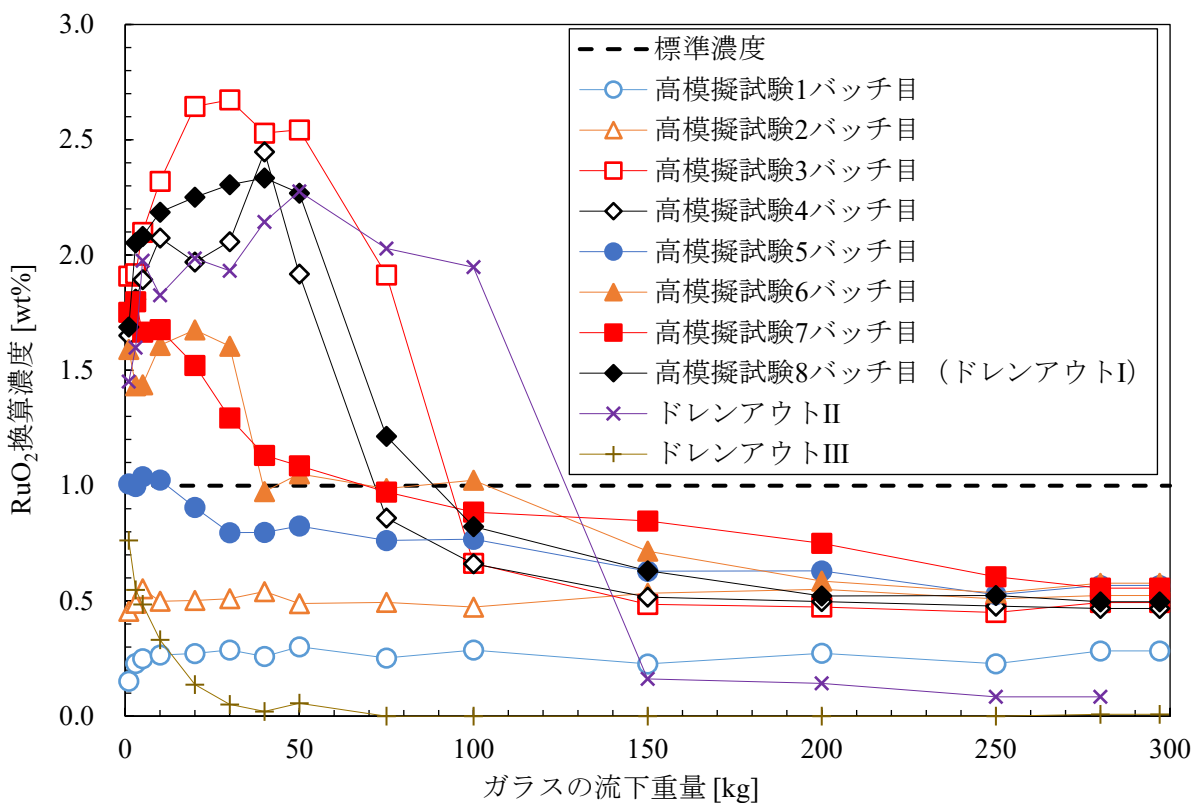 RuO2換算濃度 [wt%]
3.0
2.5
2.0
1.5
1.0
0.5
0.0
標準濃度
高模擬試験1バッチ目
高模擬試験2バッチ目
高模擬試験3バッチ目
高模擬試験4バッチ目
高模擬試験5バッチ目
高模擬試験6バッチ目
高模擬試験7バッチ目
高模擬試験8バッチ目（ドレンアウトI）
ドレンアウトII
ドレンアウトIII
0 50 100 150 200 250 300
ガラスの流下重量 [kg]